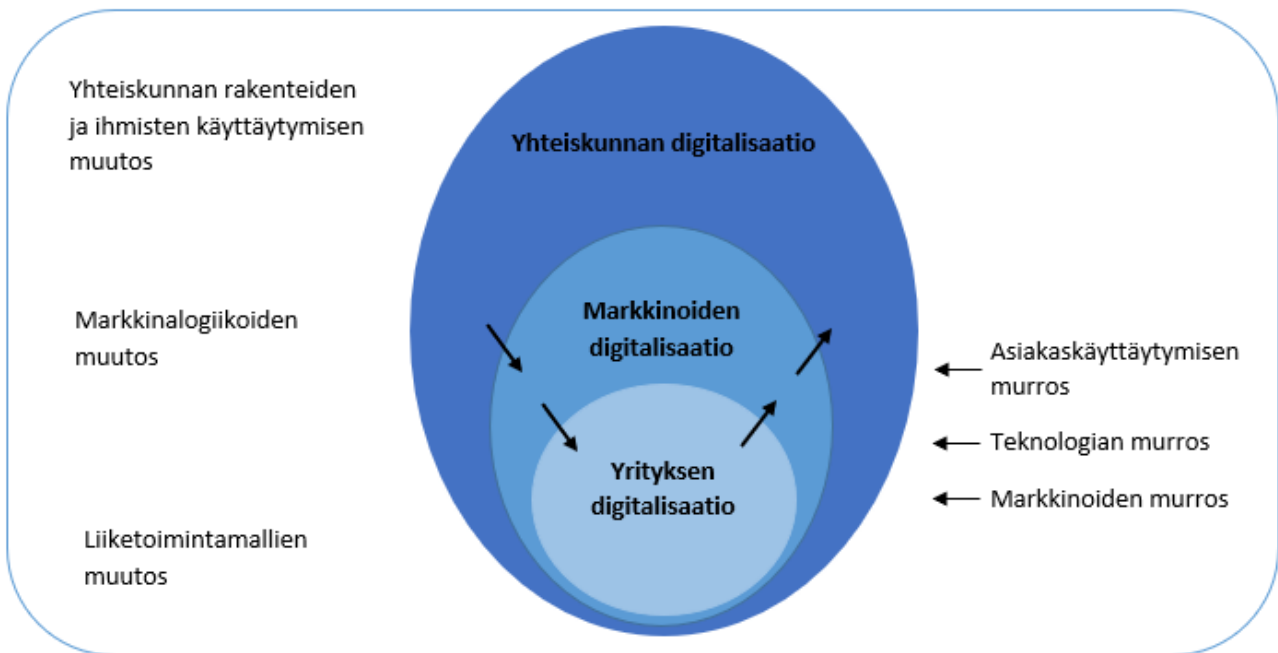 Yhteiskunnan rakenteiden
ja ihmisten käyttäytymisen
muutos
Yhteiskunnan digitalisaatio
Markkinalogiikoiden
muutos
Markkinoiden
digitalisaatio
Asiakaskäyttäytymisen
murros
Teknologian murros
Markkinoiden murros
Yrityksen
digitalisaatio
Liiketoimintamallien
muutos